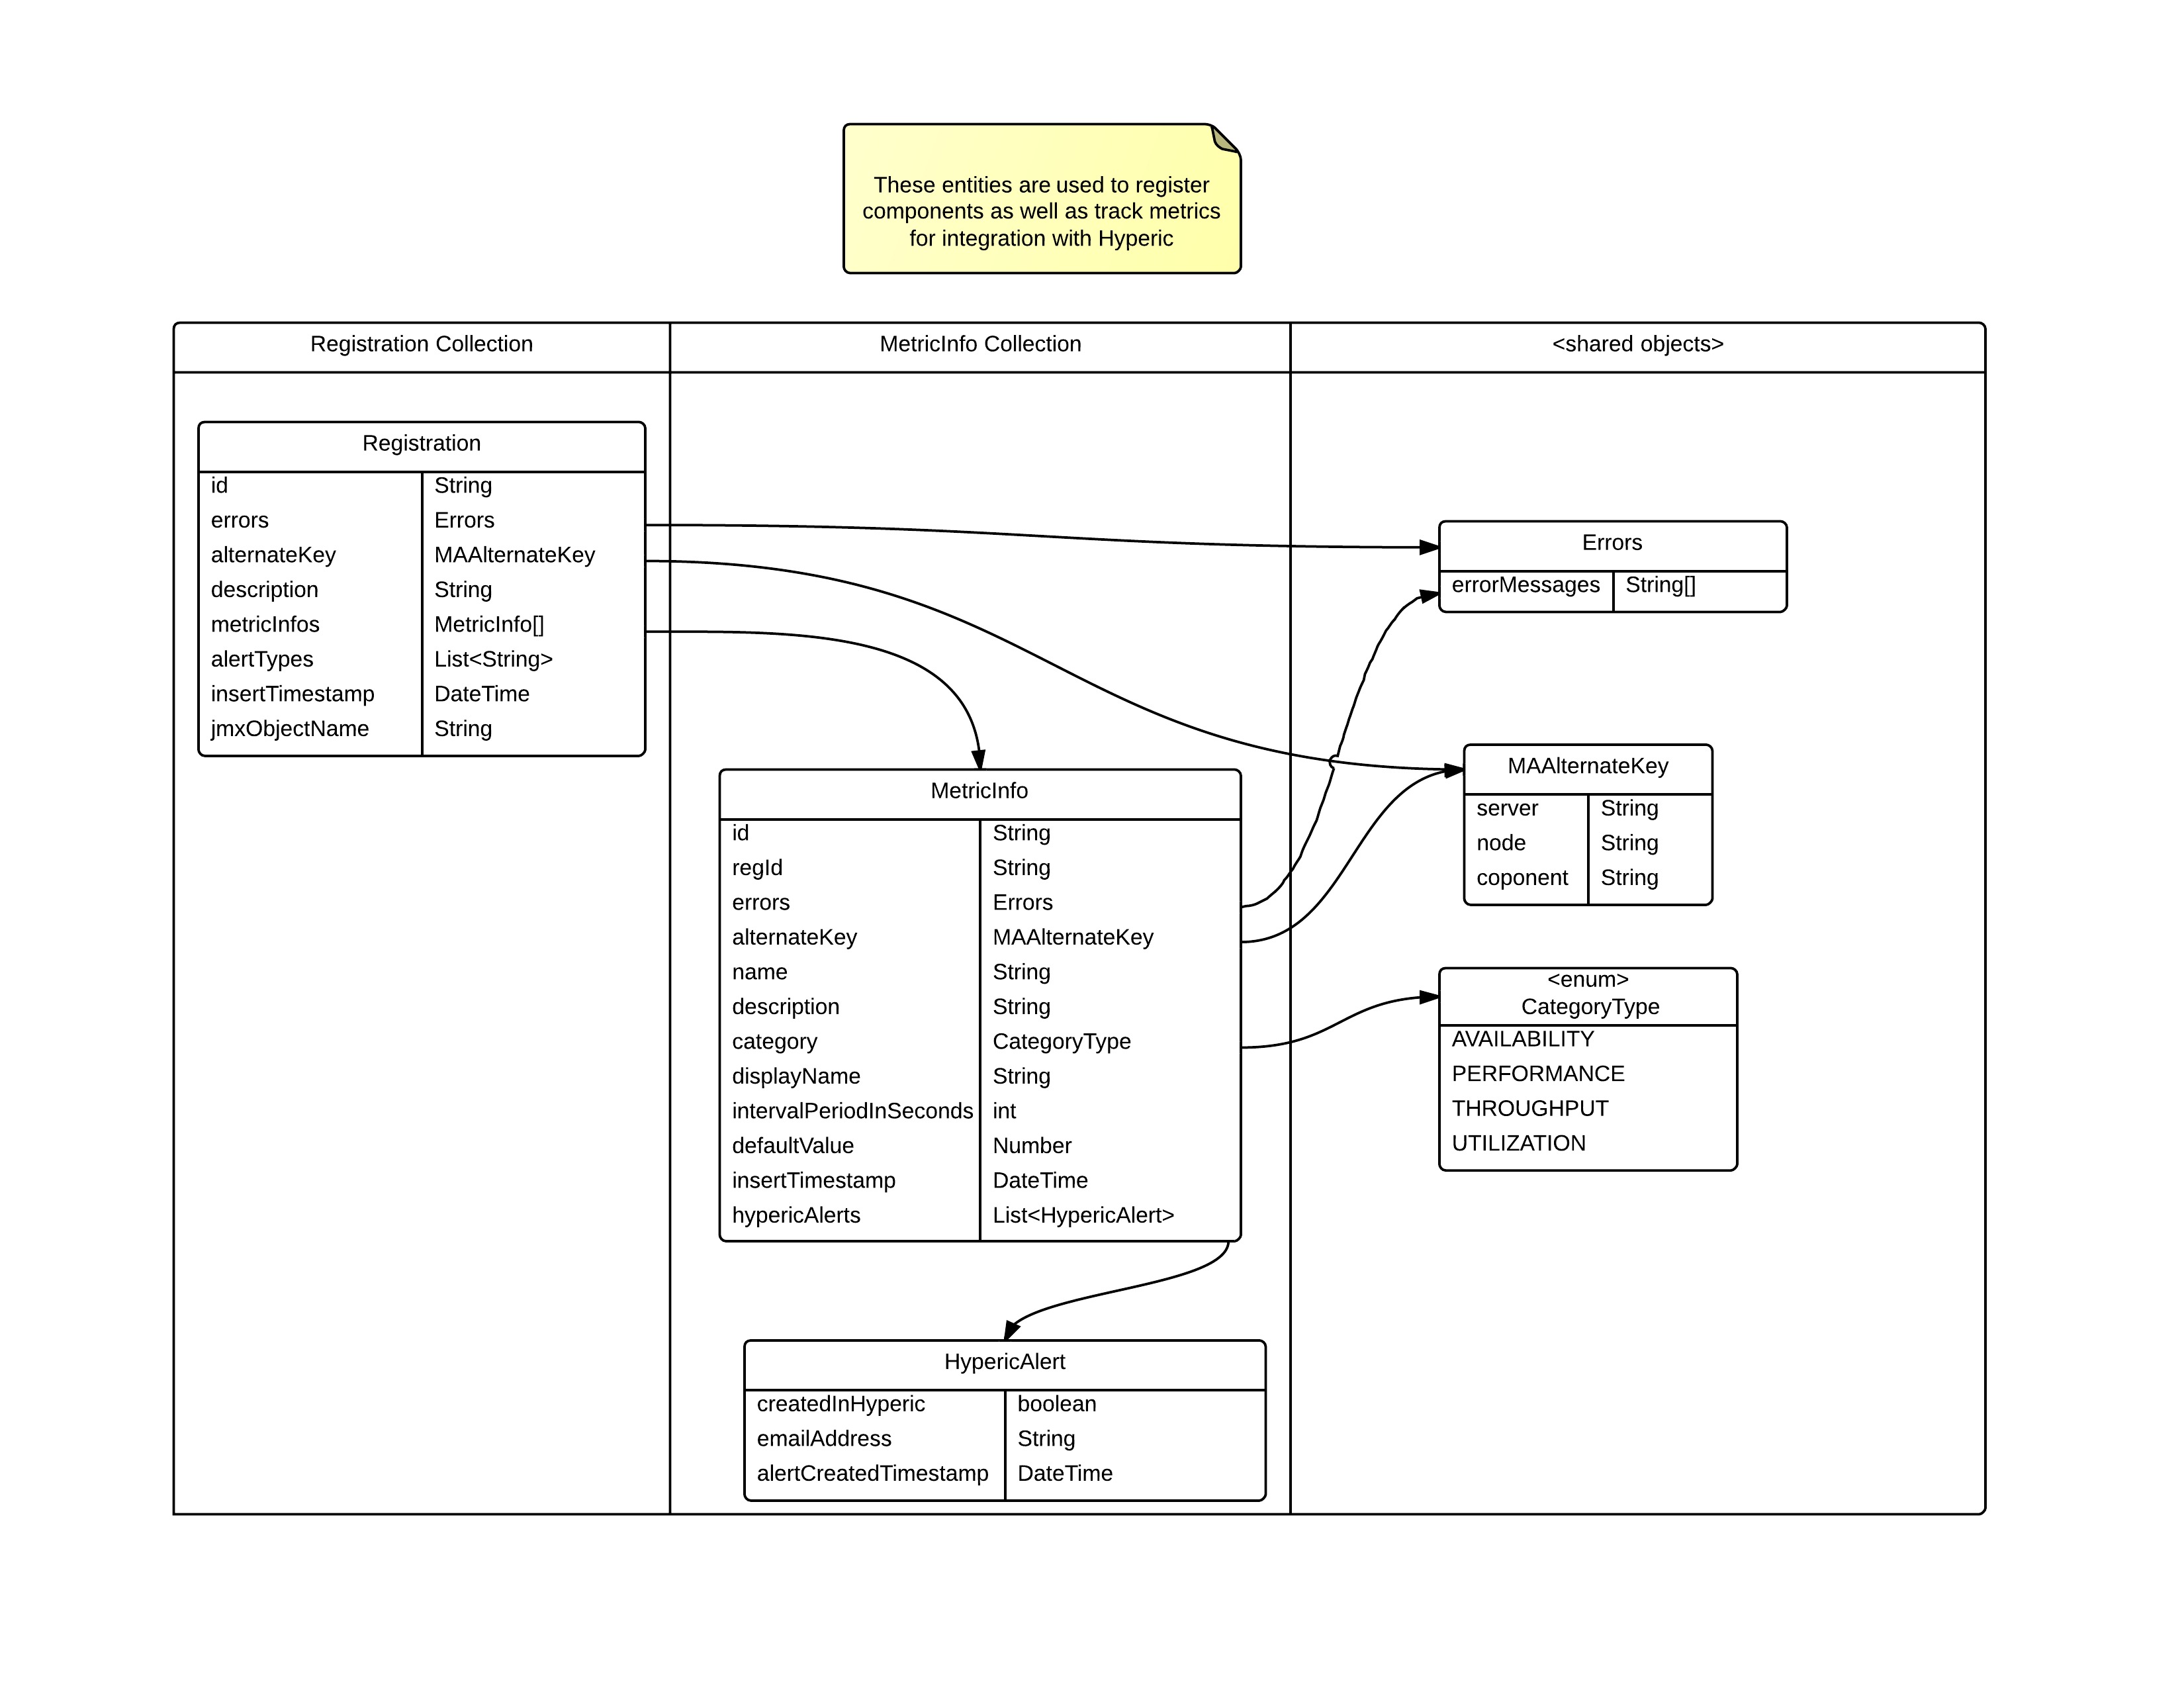 These entities are used to register
components as well as track metrics
for integration with Hyperic
Registration Collection
MetricInfo Collection
<shared objects>
Registration
id String
errors Errors
alternateKey MAAlternateKey
description String
metricInfos MetricInfo[]
alertTypes List<String>
insertTimestamp DateTime
jmxObjectName String
MetricInfo
id String
regId String
errors Errors
alternateKey MAAlternateKey
name String
description String
category CategoryType
displayName String
intervalPeriodInSeconds int
defaultValue Number
insertTimestamp DateTime
hypericAlerts List<HypericAlert>
HypericAlert
createdInHyperic boolean
emailAddress String
alertCreatedTimestamp DateTime
Errors
errorMessages String[]
MAAlternateKey
server String
node String
coponent String
<enum>
CategoryType
AVAILABILITY
PERFORMANCE
THROUGHPUT
UTILIZATION